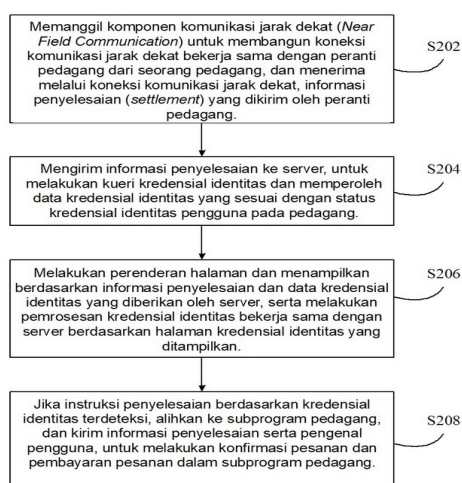 Memanggil komponen komunikasi jarak dekat (Near
Field Communication) untuk membangun koneksi
komunikasi jarak dekat bekerja sama dengan peranti
pedagang dari seorang pedagang, dan menerima
melalui koneksi komunikasi jarak dekat, informasi
penyelesaian (settlement) yang dikirim oleh peranti
pedagang.
S202
Mengirim informasi penyelesaian ke server, untuk
melakukan kueri kredensial identitas dan memperoleh
data kredensial identitas yang sesuai dengan status
kredensial identitas pengguna pada pedagang.
S204
Melakukan perenderan halaman dan menampilkan
berdasarkan informasi penyelesaian dan data kredensial
identitas yang diberikan oleh server, serta melakukan
pemrosesan kredensial identitas bekerja sama dengan
server berdasarkan halaman kredensial identitas yang
ditampilkan.
S206
Jika instruksi penyelesaian berdasarkan kredensial
identitas terdeteksi, alihkan ke subprogram pedagang,
dan kirim informasi penyelesaian serta pengenal
pengguna, untuk melakukan konfirmasi pesanan dan
pembayaran pesanan dalam subprogram pedagang.
S208